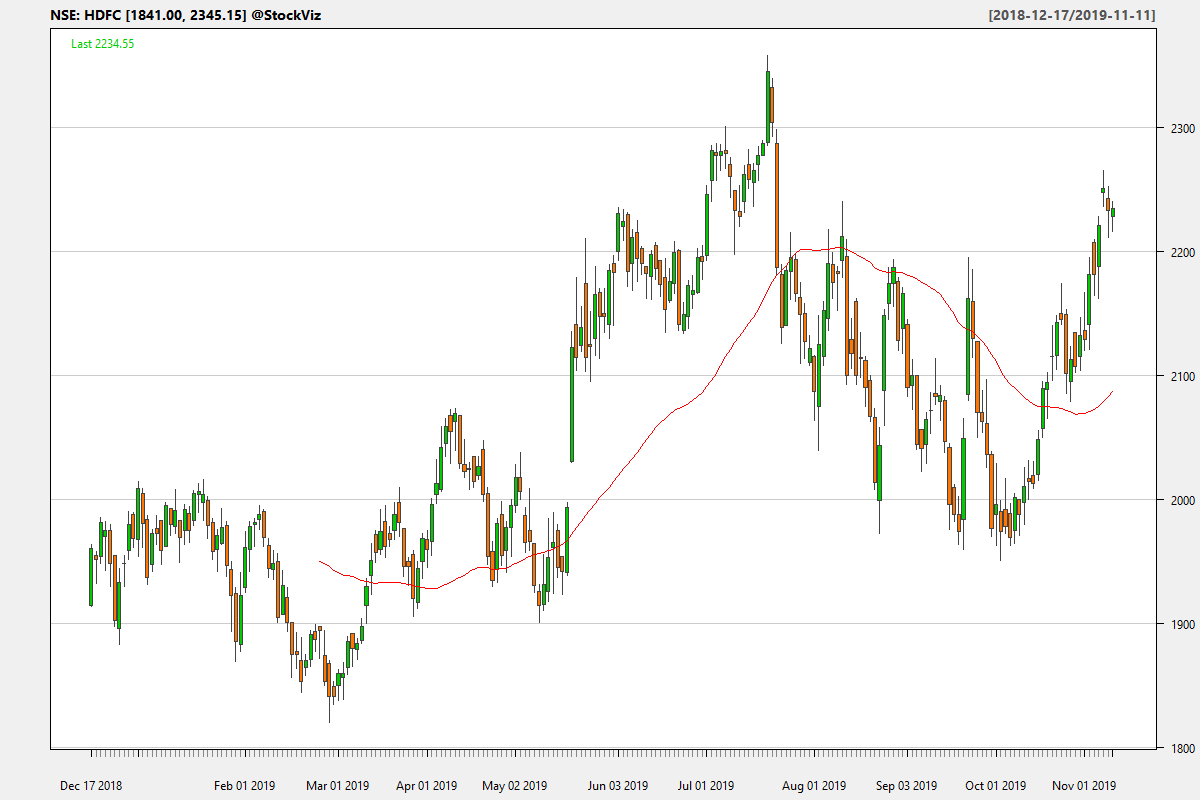 NSE: HDFC [1841.00, 2345.15] @StockViz
[2018-12-17/2019-11-11]
Last 2234.55
2300
2200
2100
2000
1900
1800
Dec 17 2018 Feb 01 2019 Mar 01 2019 Apr 01 2019 May 02 2019 Jun 03 2019 Jul 01 2019 Aug 01 2019 Sep 03 2019 Oct 01 2019 Nov 01 2019